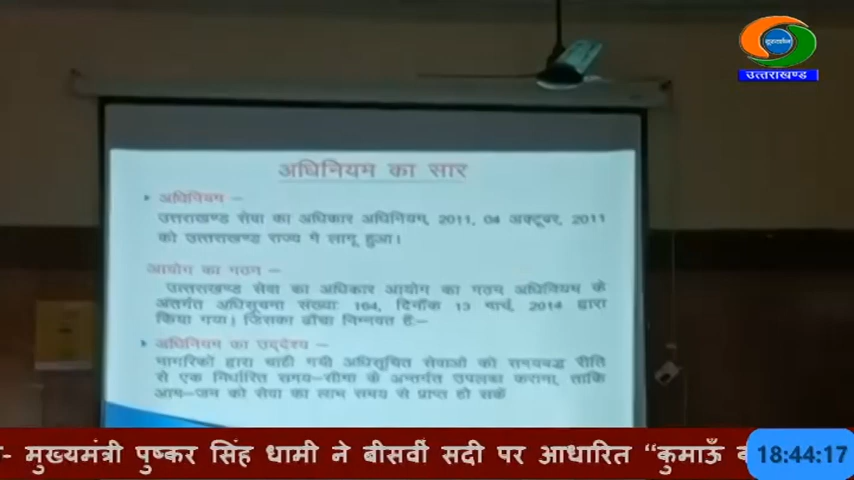 दूरदर्शन
उत्तराखण्ड
अधिनियम का सार
अधिनियम –
उत्तराखण्ड सेवा का अधिकार अधिनियम, 2011, 04 अक्टूबर, 2011
को उत्तराखण्ड राज्य मे लागू हुआ।
आयोग का गठन –
उत्तराखण्ड सेवा का अधिकार आयोग का गठन अधिनियम के
अंतर्गत अधिसूचना संख्याः 164, दिनाँक 13 मार्च, 2014 द्वारा
किया गया। जिसका ढाँचा निम्नवत हैः–
अधिनियम का उद्देश्य –
नागरिकों द्वारा चाही गयी अधिसूचित सेवाओं को समयबद्ध रीति
से एक निर्धारित समय–सीमा के अन्तर्गत उपलब्ध कराना, ताकि
आम–जन को सेवा का लाभ समय से प्राप्त हो सकें
- मुख्यमंत्री पुष्कर सिंह धामी ने बीसवीं सदी पर आधारित “कुमाऊँ
18:44:17